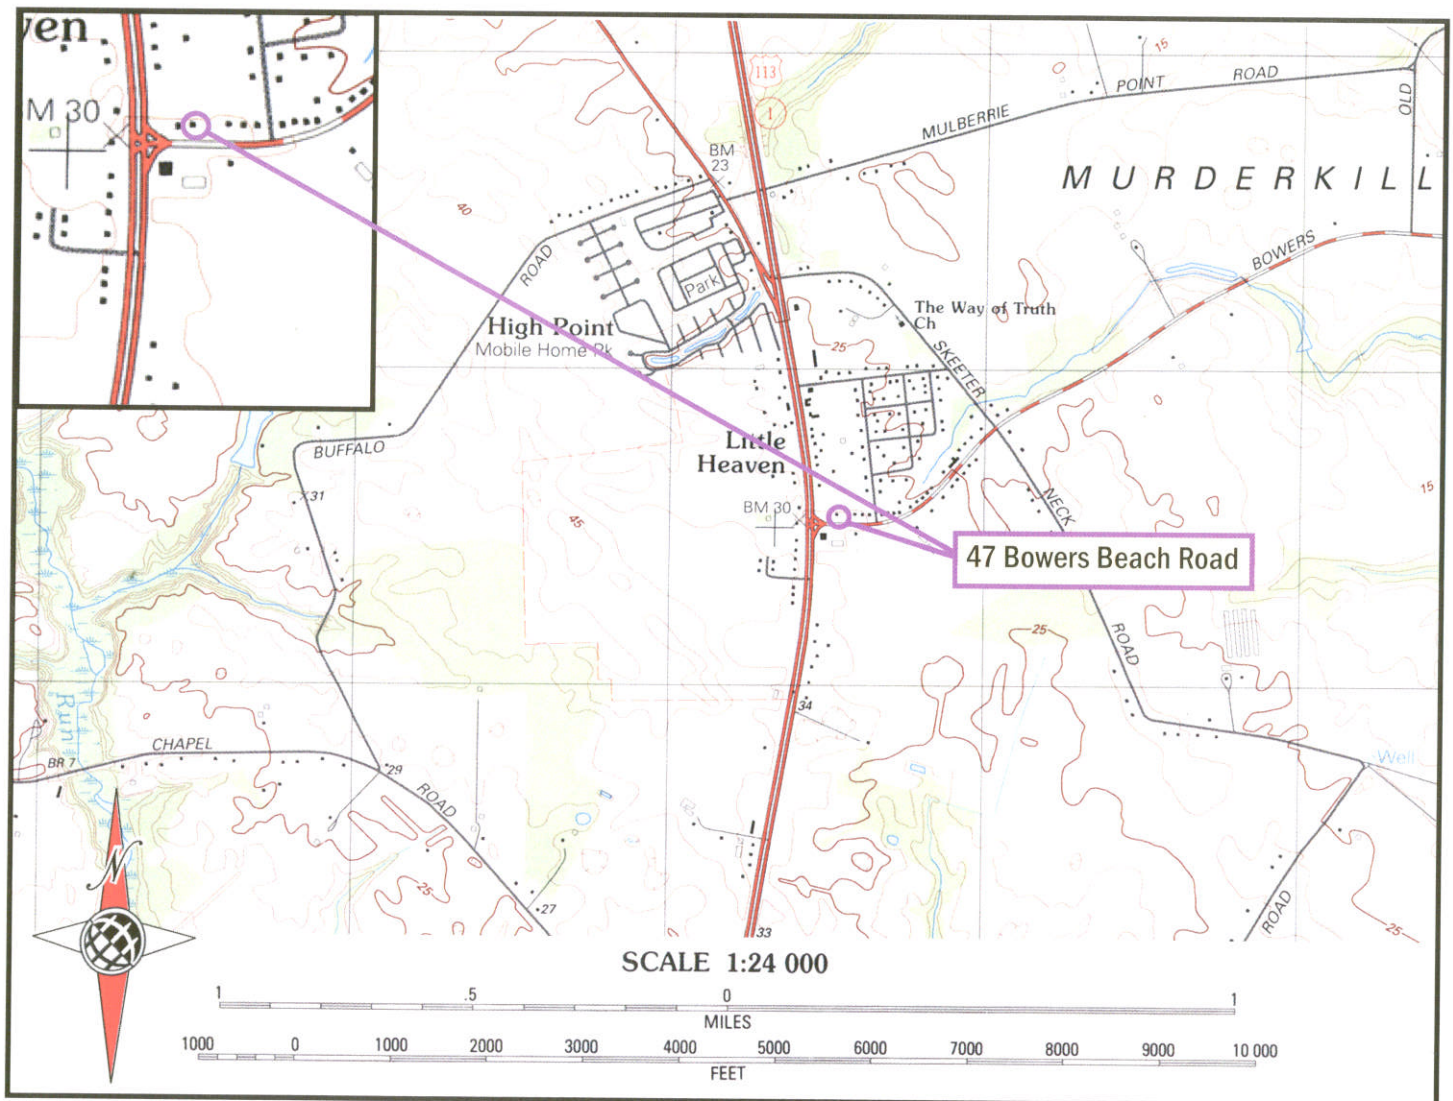 ven
M 30
113
1
15
MULBERRIE POINT ROAD
OLD
BM
23
MURDERKILL
40
ROAD
Park
BOWERS
High Point
Mobile Home Pk
The Way of Truth
Ch
25
SKEETER
BUFFALO
Little
Heaven
31
45
BM 30
NECK
15
47 Bowers Beach Road
25
ROAD
Run
34
CHAPEL
BR 7
29
ROAD
Well
25
27
33
ROAD
25
N
SCALE 1:24 000
1 .5 0 1
MILES
1000 0 1000 2000 3000 4000 5000 6000 7000 8000 9000 10 000
FEET